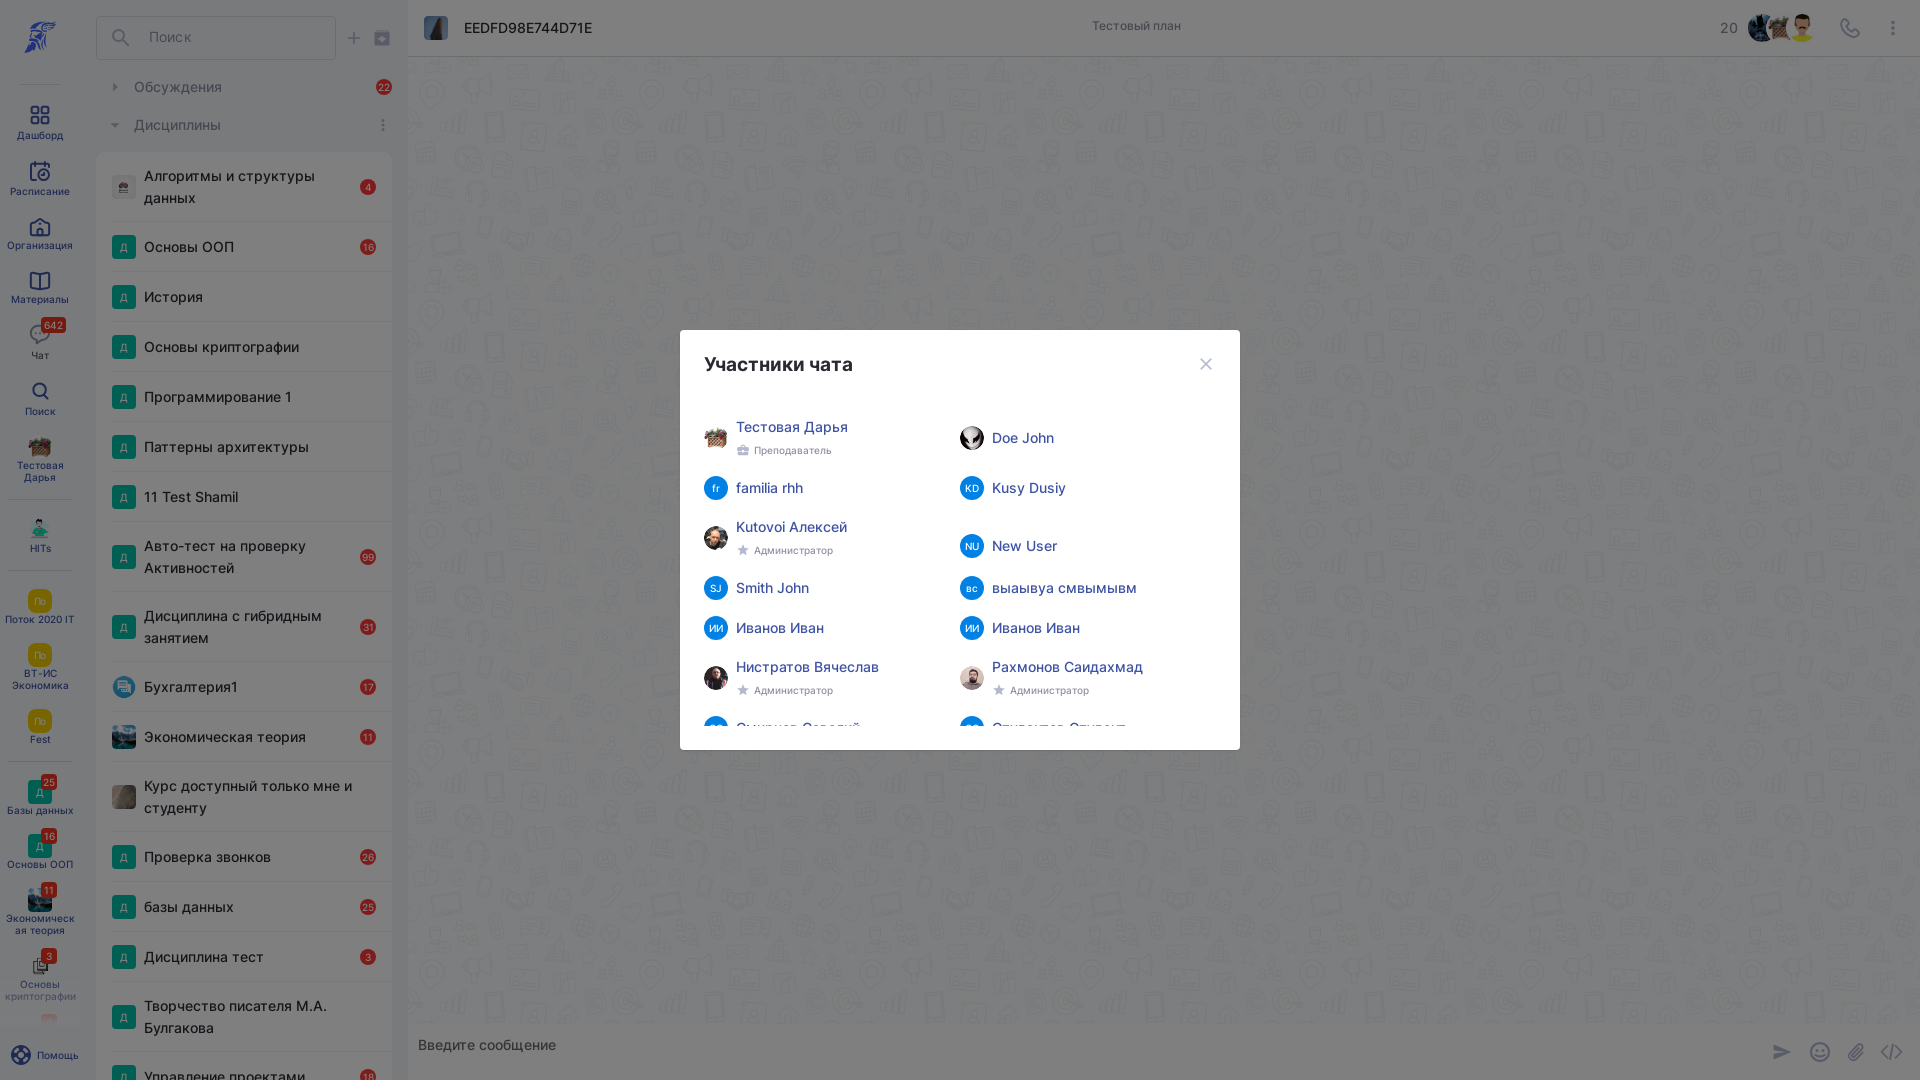 Поиск
EEDFD98E744D71E
Тестовый план
20
Обсуждения
22
Дисциплины
Дашборд
Расписание
Организация
Материалы
642
Чат
Поиск
Тестовая
Дарья
HITs
По
Поток 2020 IT
По
ВТ-ИС
Экономика
По
Fest
25
Д
Базы данных
16
Д
Основы ООП
11
Экономическ
ая теория
3
Основы
криптографии
Помощь
Алгоритмы и структуры
данных
4
Д
Основы ООП
16
Д
История
Д
Основы криптографии
Д
Программирование 1
Д
Паттерны архитектуры
Д
11 Test Shamil
Д
Авто-тест на проверку
Активностей
99
Д
Дисциплина с гибридным
занятием
31
Бухгалтерия1
17
Экономическая теория
11
Курс доступный только мне и
студенту
Д
Проверка звонков
26
Д
базы данных
25
Д
Дисциплина тест
3
Д
Творчество писателя М.А.
Булгакова
Д
Управление проектами
18
Участники чата
Тестовая Дарья
Преподаватель
Doe John
fr
familia rhh
KD
Kusy Dusiy
Kutovoi Алексей
Администратор
NU
New User
SJ
Smith John
вс
выаывуа смвымывм
ИИ
Иванов Иван
ИИ
Иванов Иван
Нистратов Вячеслав
Администратор
Рахмонов Саидахмад
Администратор
Введите сообщение